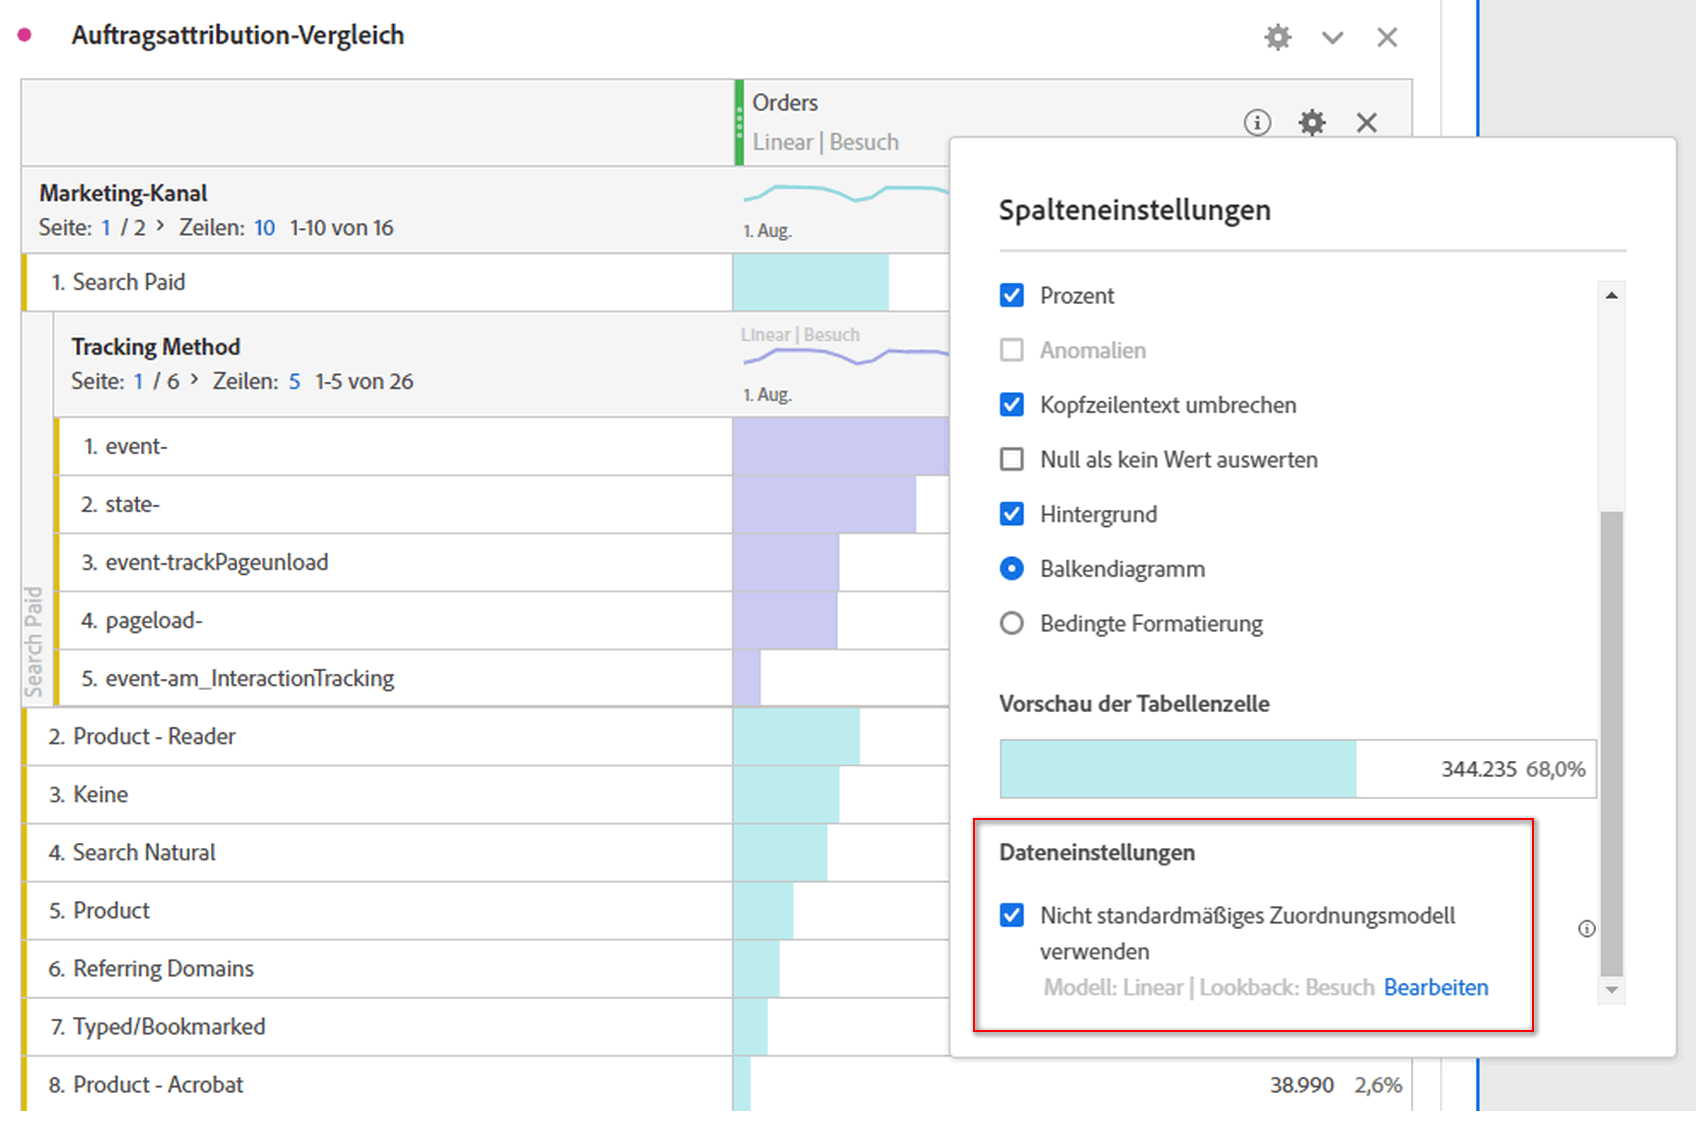 Auftragsattribution-Vergleich
Orders
Linear | Besuch
Marketing-Kanal
Seite: 1 / 2 > Zeilen: 10 1-10 von 16
1. Aug.
1. Search Paid
Tracking Method
Seite: 1 / 6 > Zeilen: 5 1-5 von 26
Linear | Besuch
1. Aug.
Search Paid
1. event-
2. state-
3. event-trackPageunload
4. pageload-
5. event-am_InteractionTracking
2. Product - Reader
3. Keine
4. Search Natural
5. Product
6. Referring Domains
7. Typed/Bookmarked
8. Product - Acrobat
38.990 2,6%
Spalteneinstellungen
Prozent
Anomalien
Kopfzeilentext umbrechen
Null als kein Wert auswerten
Hintergrund
Balkendiagramm
Bedingte Formatierung
Vorschau der Tabellenzelle
344.235 68,0%
Dateneinstellungen
Nicht standardmäßiges Zuordnungsmodell
verwenden
Modell: Linear | Lookback: Besuch Bearbeiten